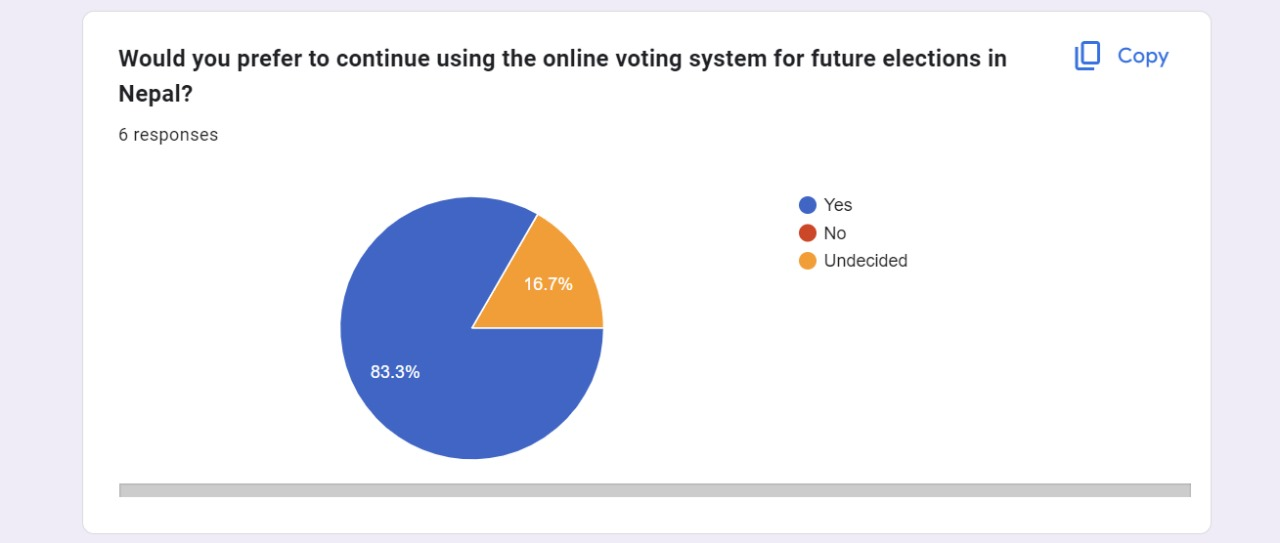 Would you prefer to continue using the online voting system for future elections in
Nepal?
Copy
6 responses
Yes
No
Undecided
16.7%
83.3%